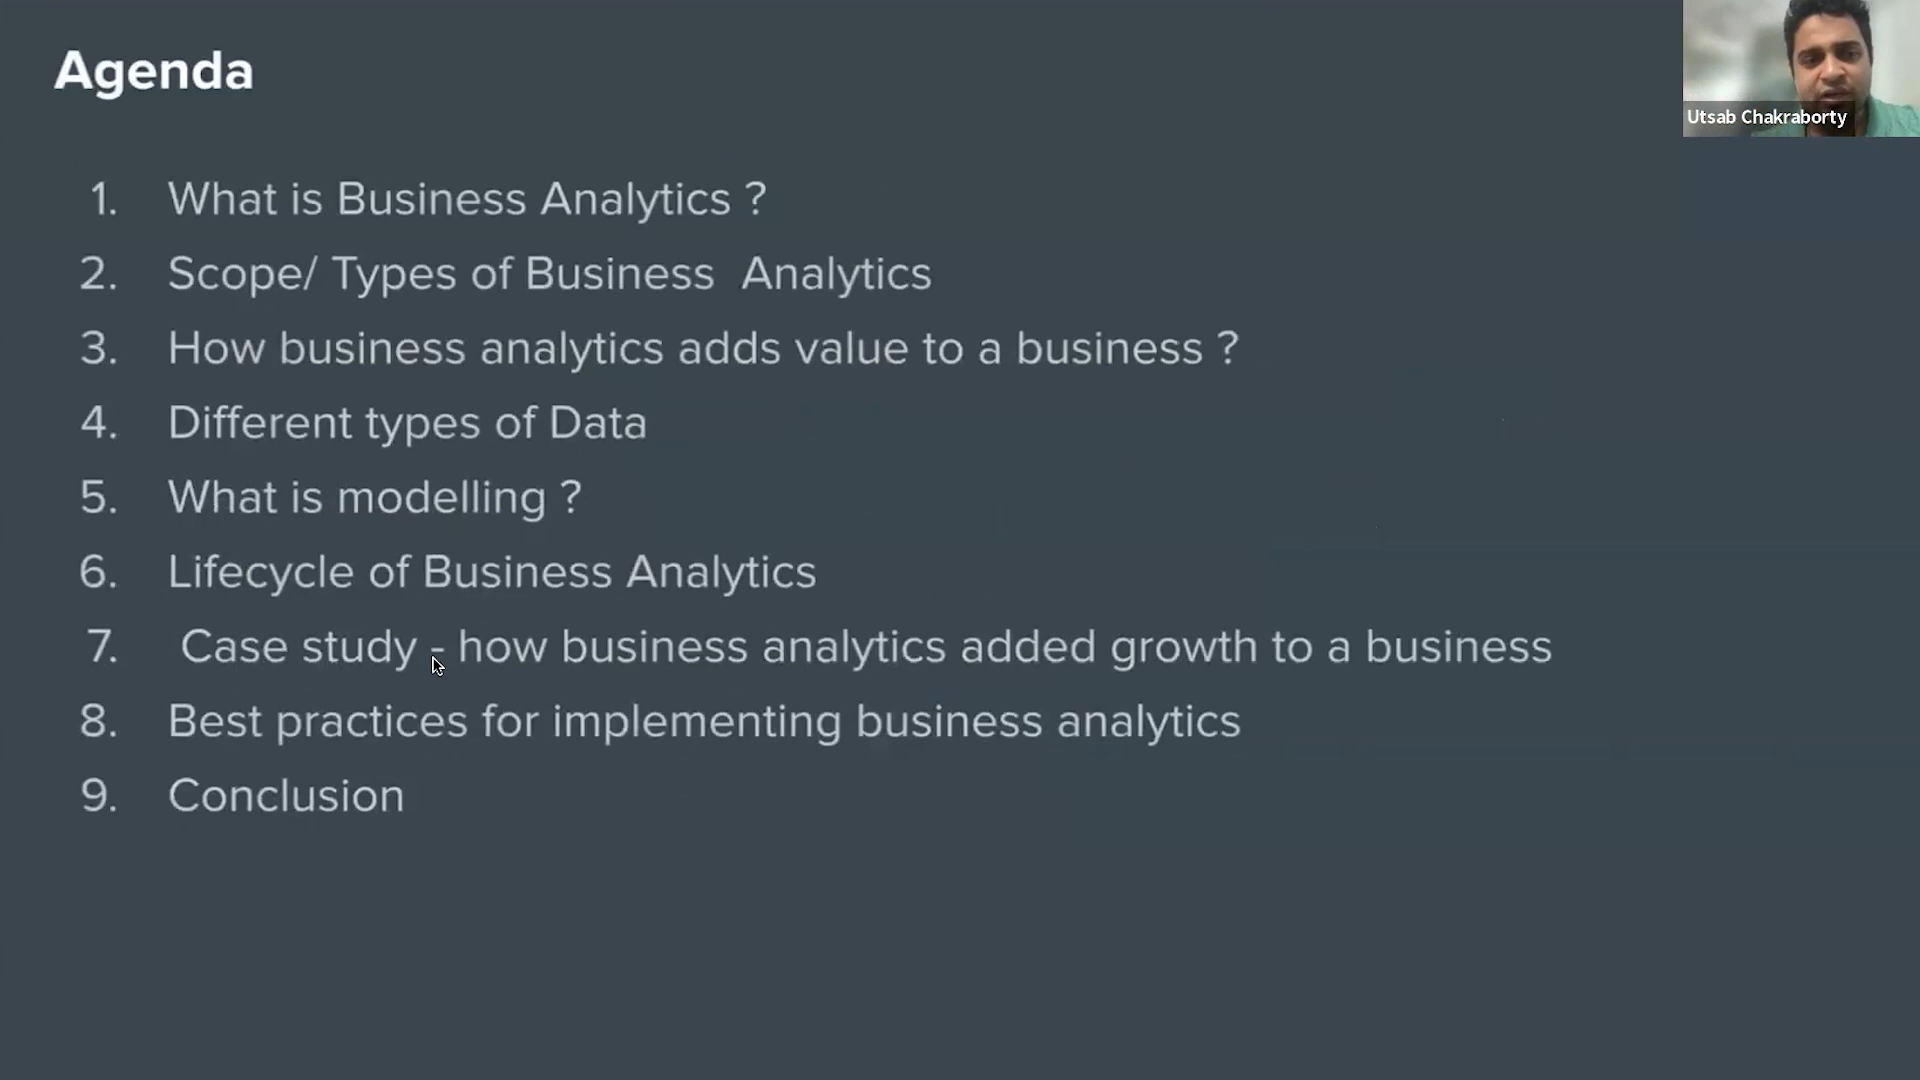 Agenda
Utsab Chakraborty
1. What is Business Analytics ?
2. Scope/ Types of Business  Analytics
3. How business analytics adds value to a business ?
4. Different types of Data
5. What is modelling ?
6. Lifecycle of Business Analytics
7. Case study - how business analytics added growth to a business
8. Best practices for implementing business analytics
9. Conclusion